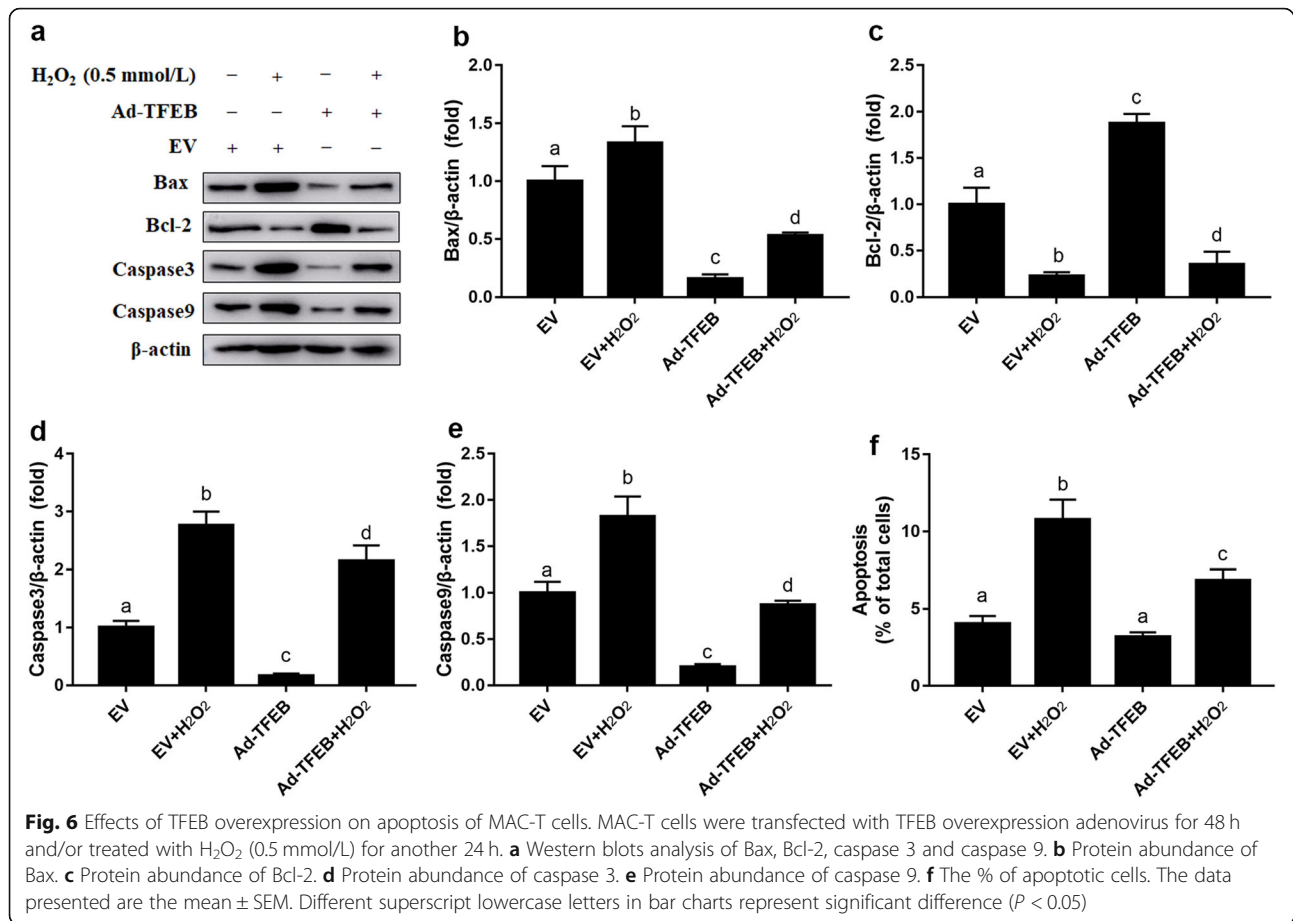 a
H₂O₂ (0.5 mmol/L) − + − +
Ad-TFEB − − + +
EV + + − −
Bax
Bcl-2
Caspase3
Caspase9
β-actin
b
Bax/β-actin (fold)
0.0
0.5
1.0
1.5
2.0
a
b
c
d
EV
EV+H₂O₂
Ad-TFEB
Ad-TFEB+H₂O₂
c
Bcl-2/β-actin (fold)
0.0
0.5
1.0
1.5
2.0
2.5
a
b
c
d
EV
EV+H₂O₂
Ad-TFEB
Ad-TFEB+H₂O₂
d
Caspase3/β-actin (fold)
0
1
2
3
4
a
b
c
d
EV
EV+H₂O₂
Ad-TFEB
Ad-TFEB+H₂O₂
e
Caspase9/β-actin (fold)
0.0
0.5
1.0
1.5
2.0
2.5
a
b
c
d
EV
EV+H₂O₂
Ad-TFEB
Ad-TFEB+H₂O₂
f
Apoptosis
(% of total cells)
0
5
10
15
a
b
a
c
EV
EV+H₂O₂
Ad-TFEB
Ad-TFEB+H₂O₂
Fig. 6 Effects of TFEB overexpression on apoptosis of MAC-T cells. MAC-T cells were transfected with TFEB overexpression adenovirus for 48 h
and/or treated with H₂O₂ (0.5 mmol/L) for another 24 h. a Western blots analysis of Bax, Bcl-2, caspase 3 and caspase 9. b Protein abundance of
Bax. c Protein abundance of Bcl-2. d Protein abundance of caspase 3. e Protein abundance of caspase 9. f The % of apoptotic cells. The data
presented are the mean ± SEM. Different superscript lowercase letters in bar charts represent significant difference (P < 0.05)